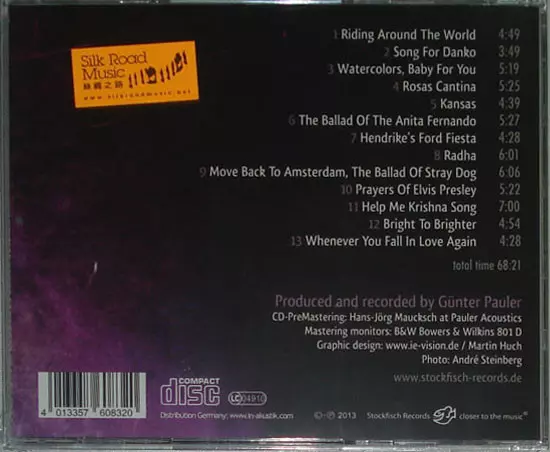 Silk Road
Music
絲綢之路
www.silkroadmusic.net
1 Riding Around The World 4:49
2 Song For Danko 3:49
3 Watercolors, Baby For You 5:19
4 Rosas Cantina 5:25
5 Kansas 4:39
6 The Ballad Of The Anita Fernando 5:27
7 Hendrike's Ford Fiesta 4:28
8 Radha 6:01
9 Move Back To Amsterdam, The Ballad Of Stray Dog 6:06
10 Prayers Of Elvis Presley 5:22
11 Help Me Krishna Song 7:00
12 Bright To Brighter 4:54
13 Whenever You Fall In Love Again 4:28
total time 68:21
Produced and recorded by Günter Pauler
CD-PreMastering: Hans-Jörg Maucksch at Pauler Acoustics
Mastering monitors: B&W Bowers & Wilkins 801 D
Graphic design: www.ie-vision.de / Martin Huch
Photo: André Steinberg
www.stockfisch-records.de
COMPACT
disc
LC 04916
4 013357 608320
Distribution Germany: www.in-akustik.com
©℗ 2013
Stockfisch Records
closer to the music®